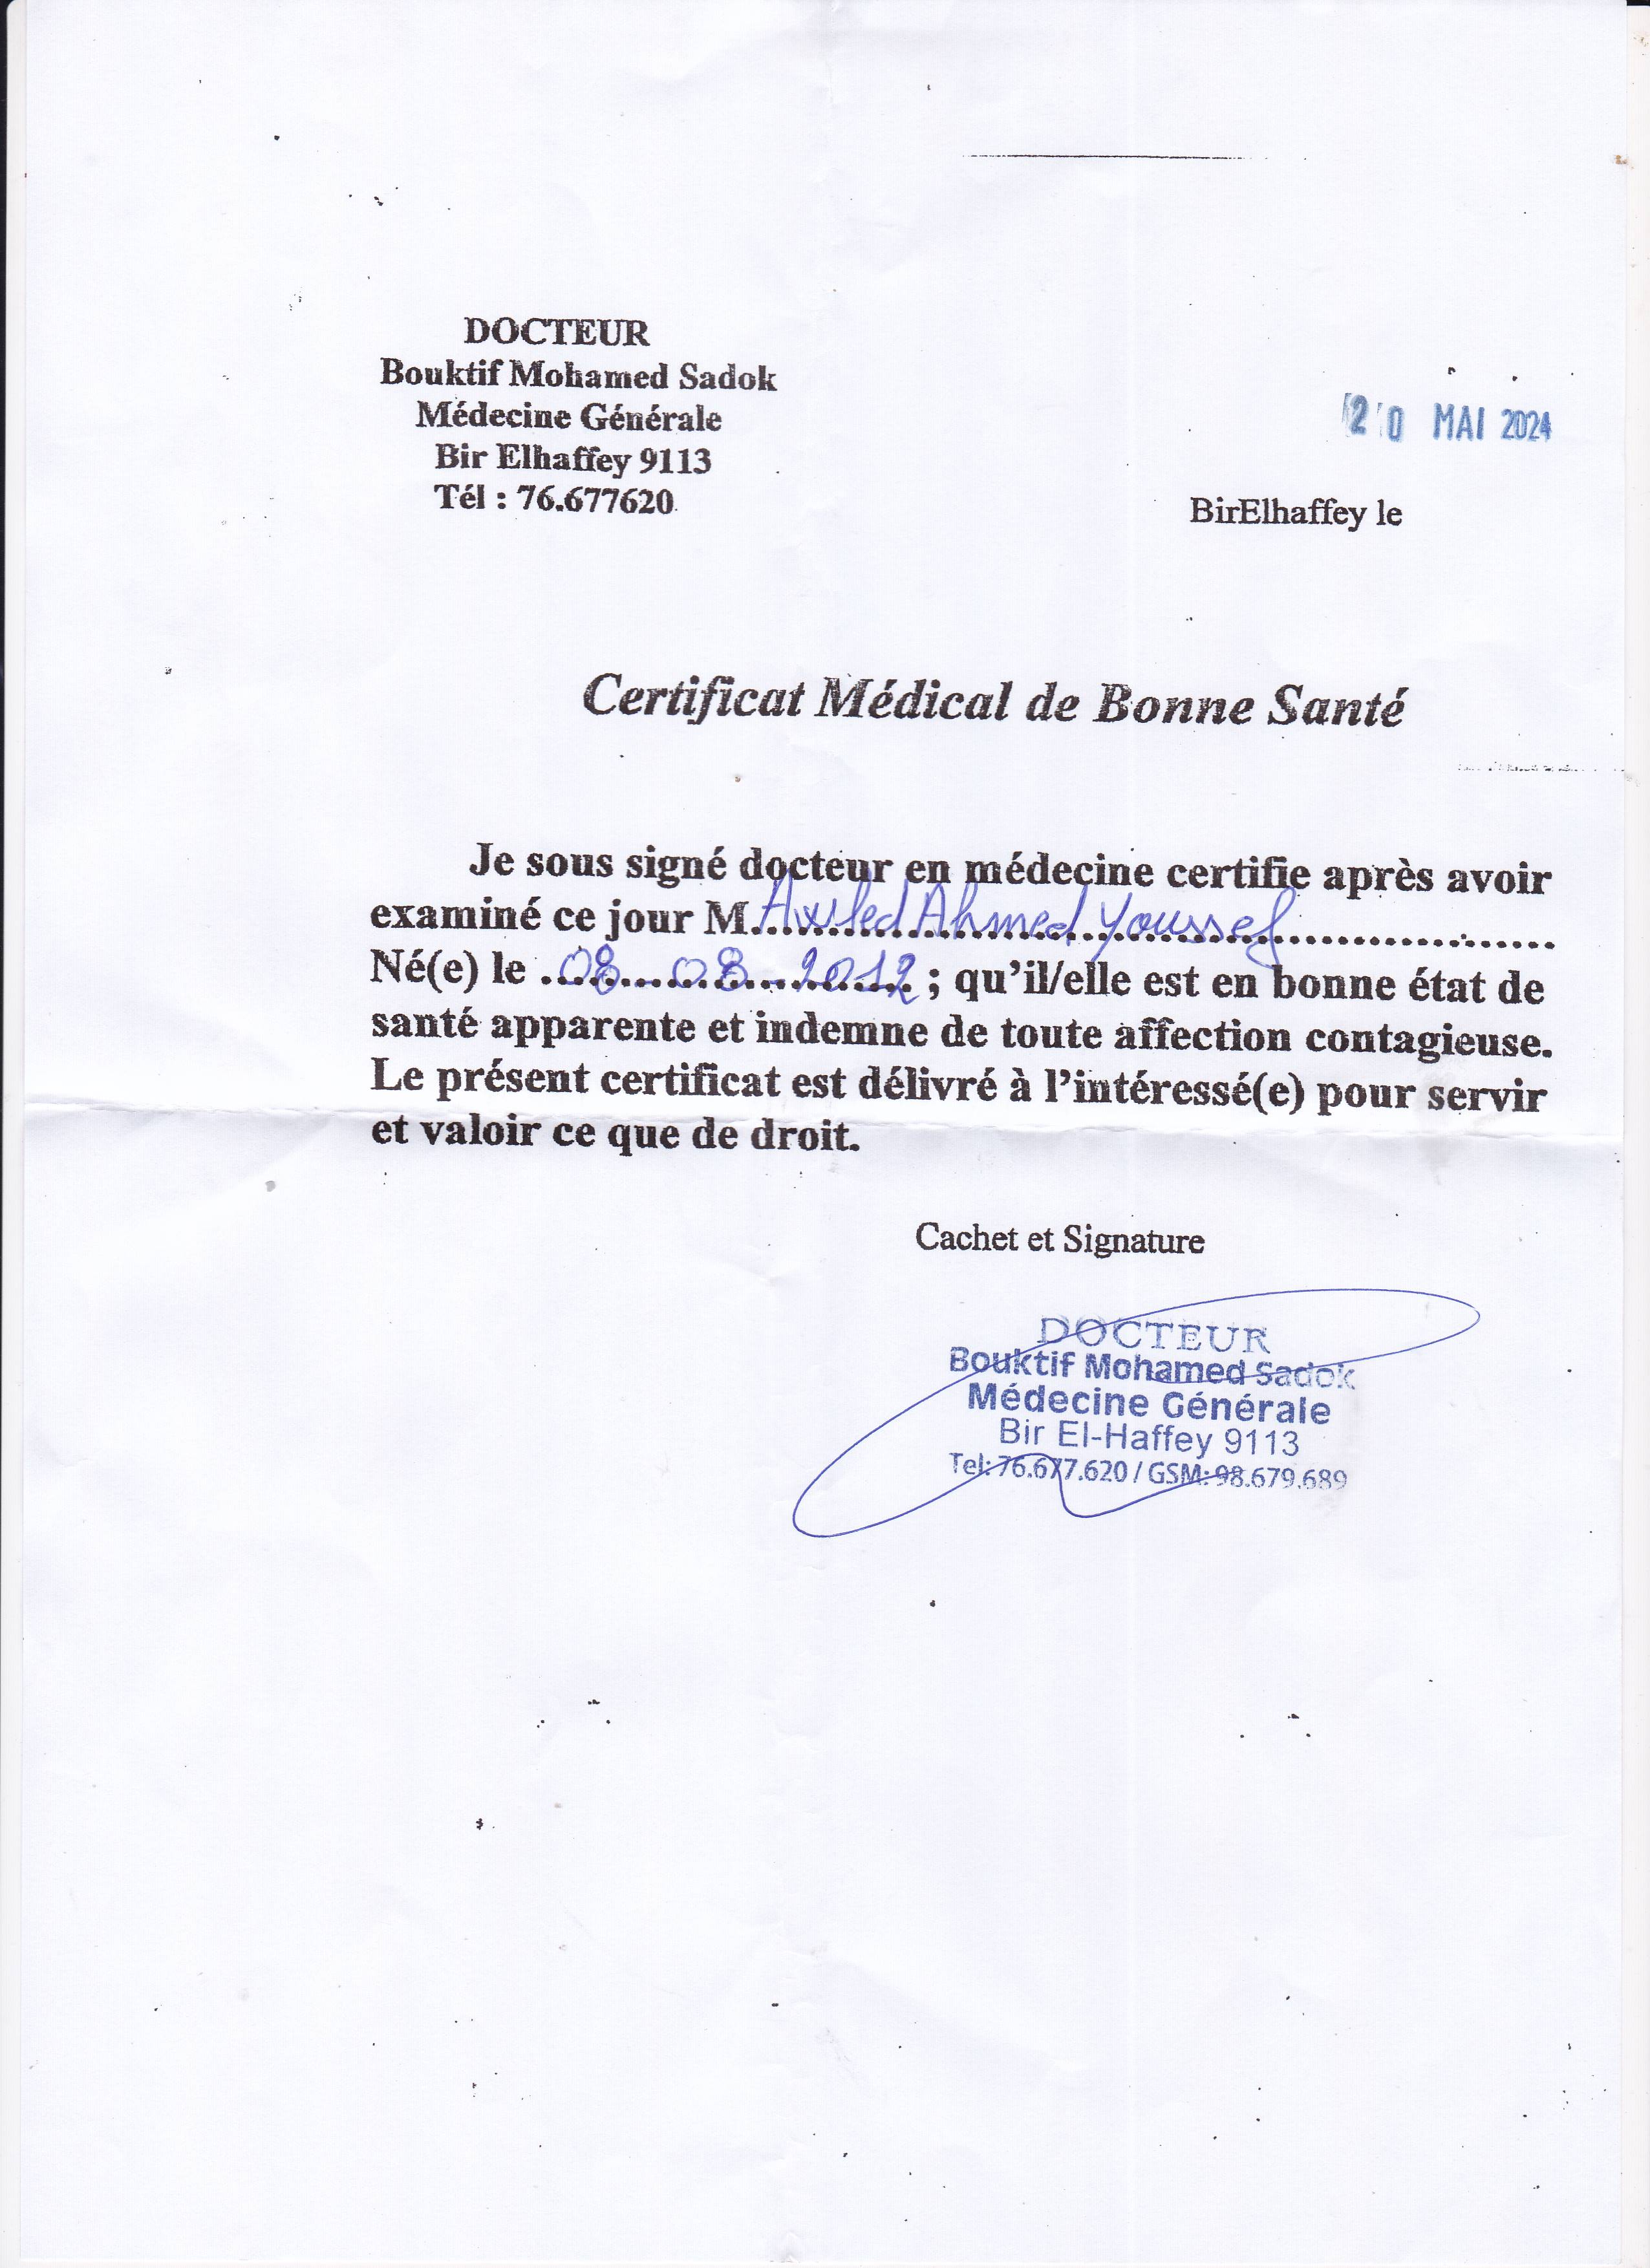 DOCTEUR
Bouktif Mohamed Sadok
Médecine Générale
Bir Elhaffey 9113
Tél : 76.677620
20 MAI 2024
BirElhaffey le
Certificat Médical de Bonne Santé
Je sous signé docteur en médecine certifie après avoir
examiné ce jour M. Ahmed Youssef
Né(e) le 08 08 2012 ; qu'il/elle est en bonne état de
santé apparente et indemne de toute affection contagieuse.
Le présent certificat est délivré à l'intéressé(e) pour servir
et valoir ce que de droit.
Cachet et Signature
DOCTEUR
Bouktif Mohamed Sadok
Médecine Générale
Bir El-Haffey 9113
Tel: 76.677.620 / GSM: 98.679.689